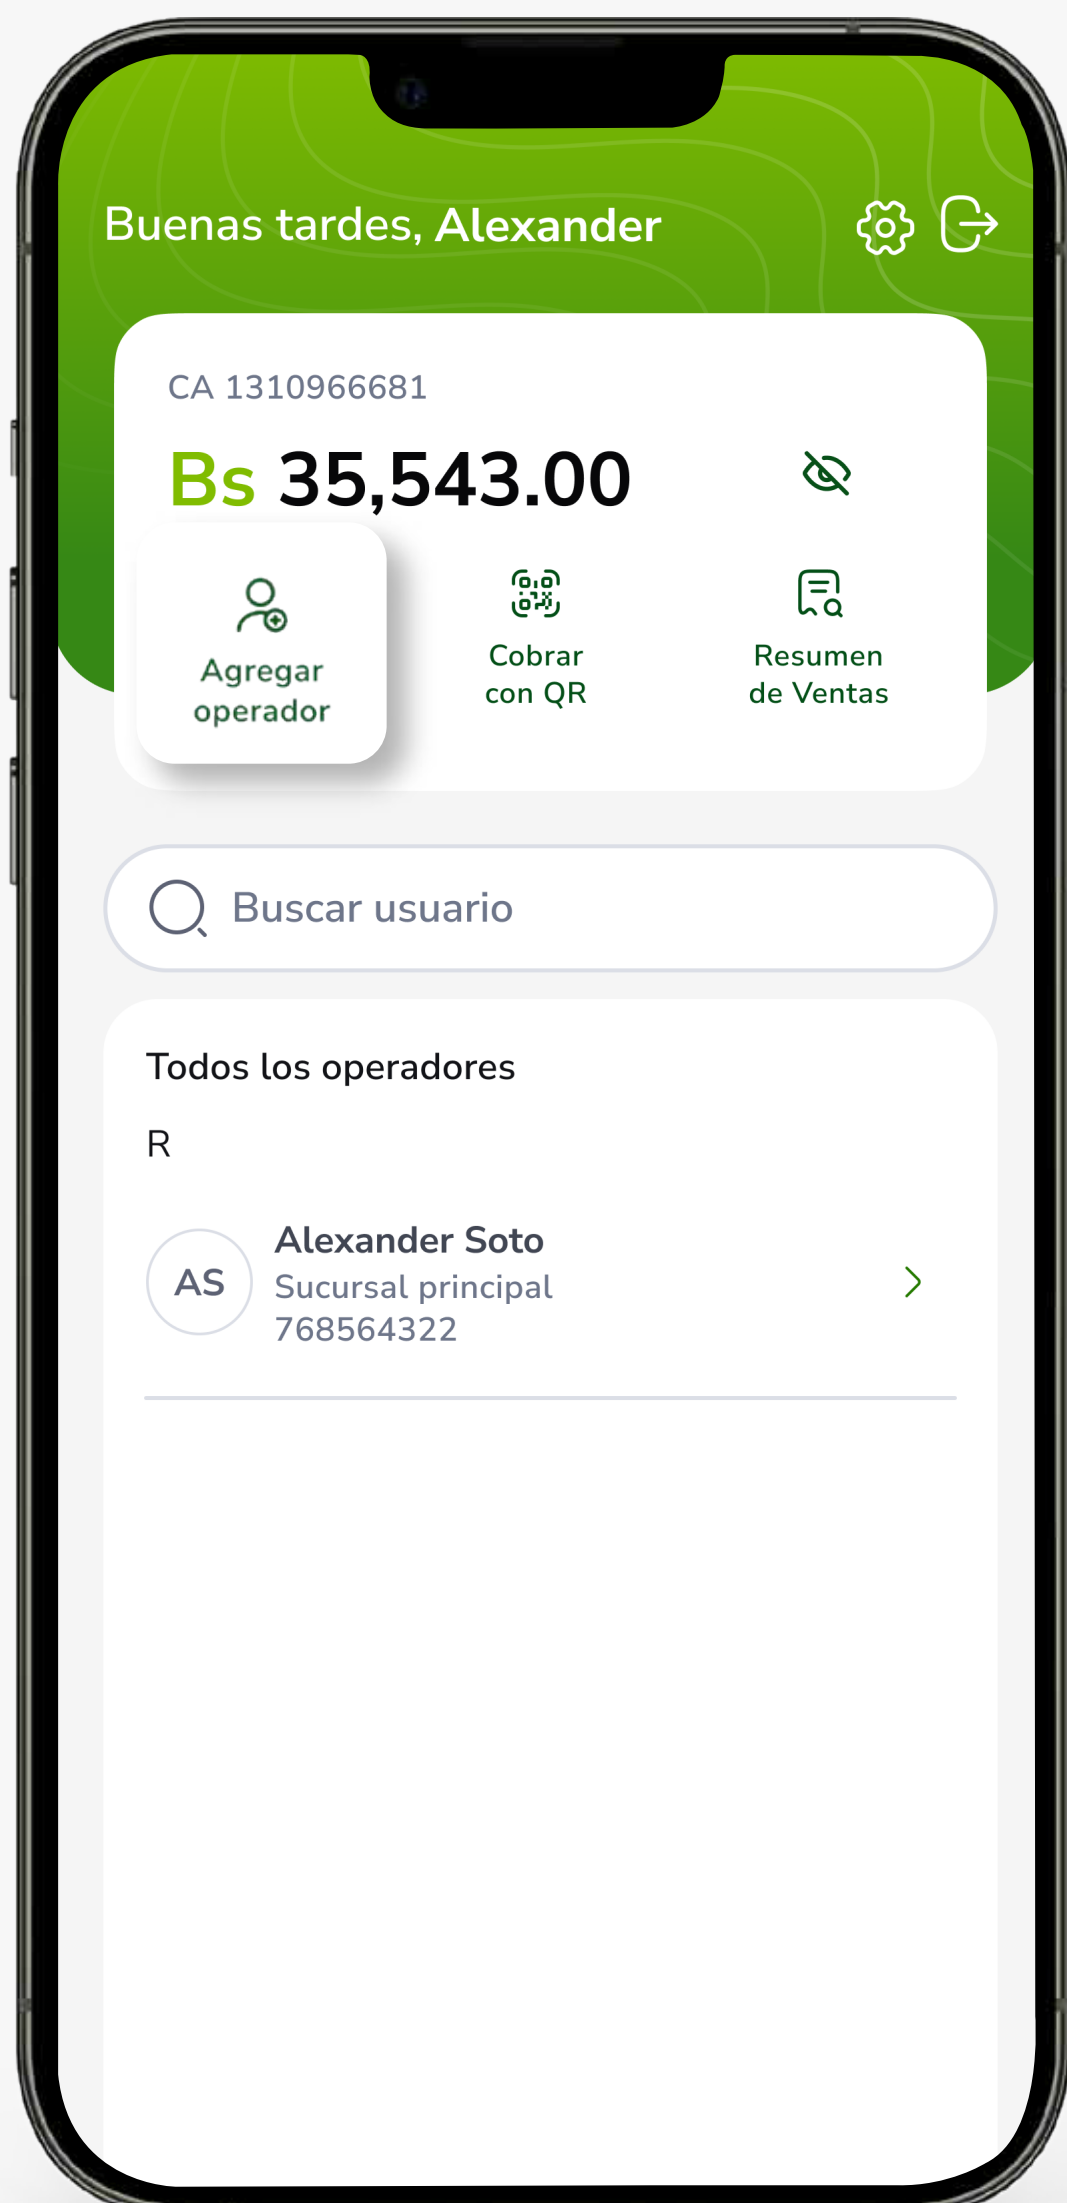 Buenas tardes, Alexander
CA 1310966681
Bs 35,543.00
Agregar
operador
Cobrar
con QR
Resumen
de Ventas
Buscar usuario
Todos los operadores
R
AS
Alexander Soto
Sucursal principal
768564322